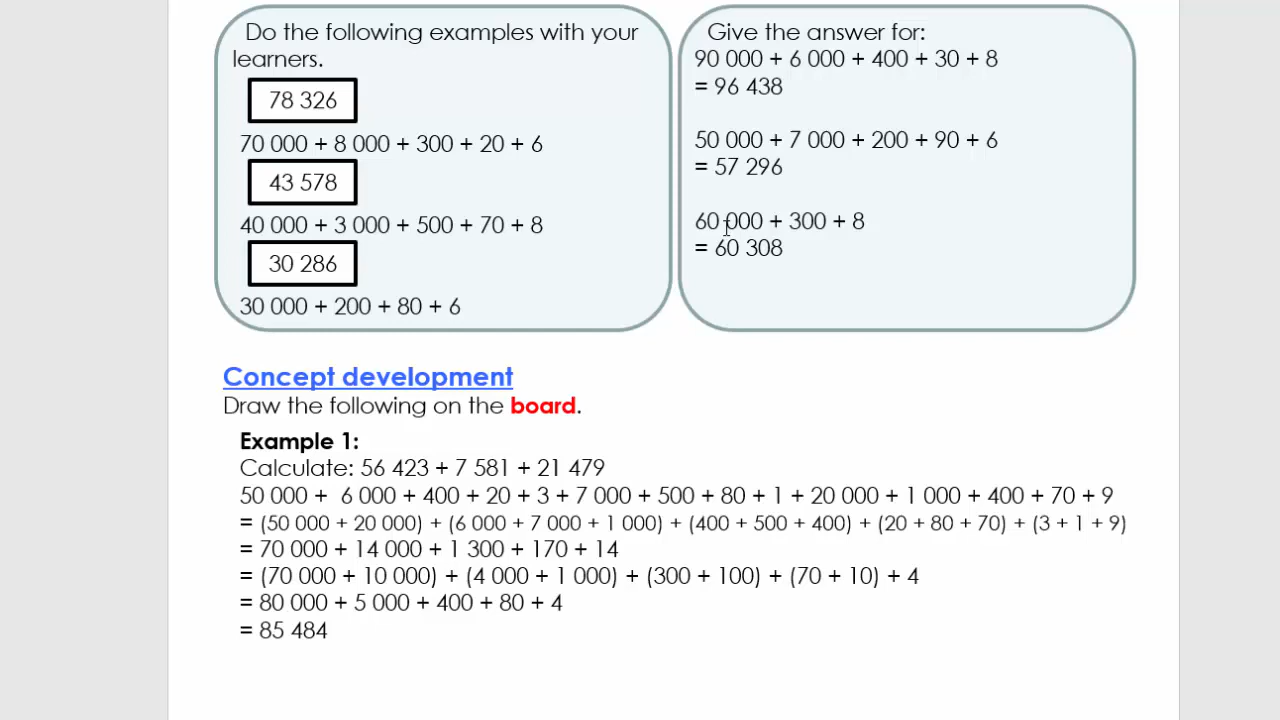 Do the following examples with your
learners.
78 326
70 000 + 8 000 + 300 + 20 + 6
43 578
40 000 + 3 000 + 500 + 70 + 8
30 286
30 000 + 200 + 80 + 6
Give the answer for:
90 000 + 6 000 + 400 + 30 + 8
= 96 438
50 000 + 7 000 + 200 + 90 + 6
= 57 296
60 000 + 300 + 8
= 60 308
Concept development
Draw the following on the board.
Example 1:
Calculate: 56 423 + 7 581 + 21 479
50 000 + 6 000 + 400 + 20 + 3 + 7 000 + 500 + 80 + 1 + 20 000 + 1 000 + 400 + 70 + 9
= (50 000 + 20 000) + (6 000 + 7 000 + 1 000) + (400 + 500 + 400) + (20 + 80 + 70) + (3 + 1 + 9)
= 70 000 + 14 000 + 1 300 + 170 + 14
= (70 000 + 10 000) + (4 000 + 1 000) + (300 + 100) + (70 + 10) + 4
= 80 000 + 5 000 + 400 + 80 + 4
= 85 484